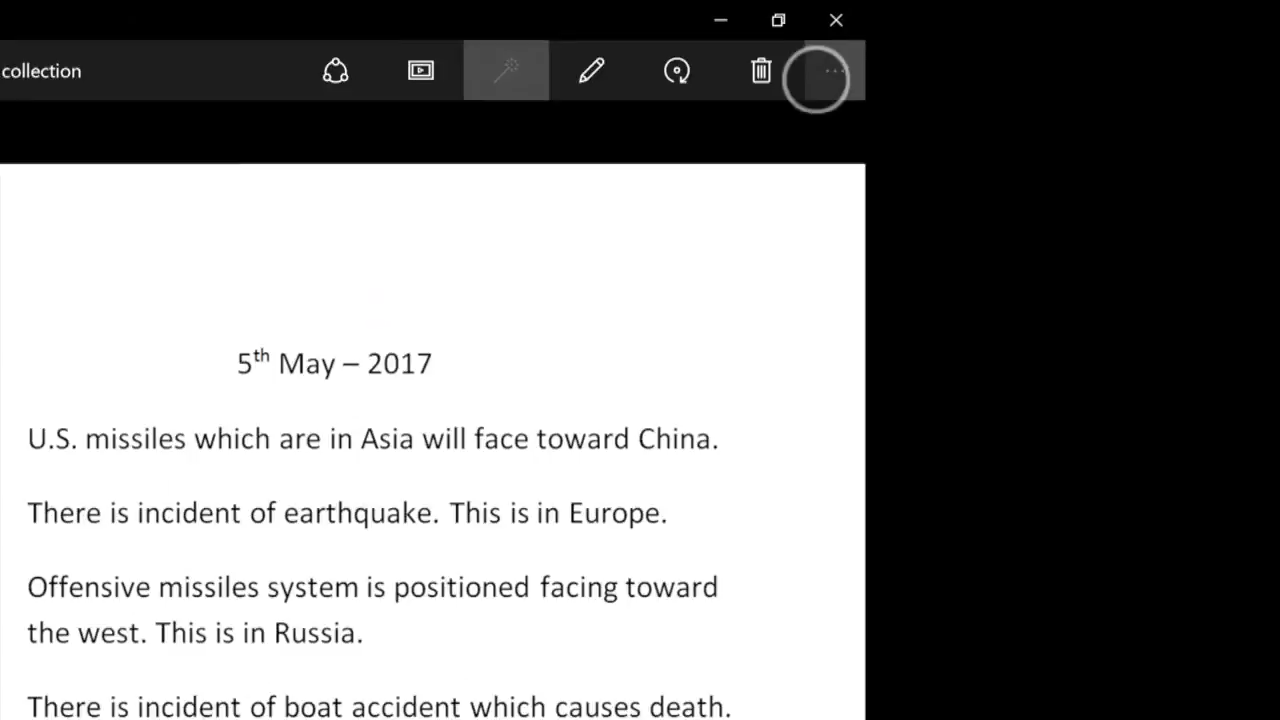 collection
5th May – 2017
U.S. missiles which are in Asia will face toward China.
There is incident of earthquake. This is in Europe.
Offensive missiles system is positioned facing toward
the west. This is in Russia.
There is incident of boat accident which causes death.